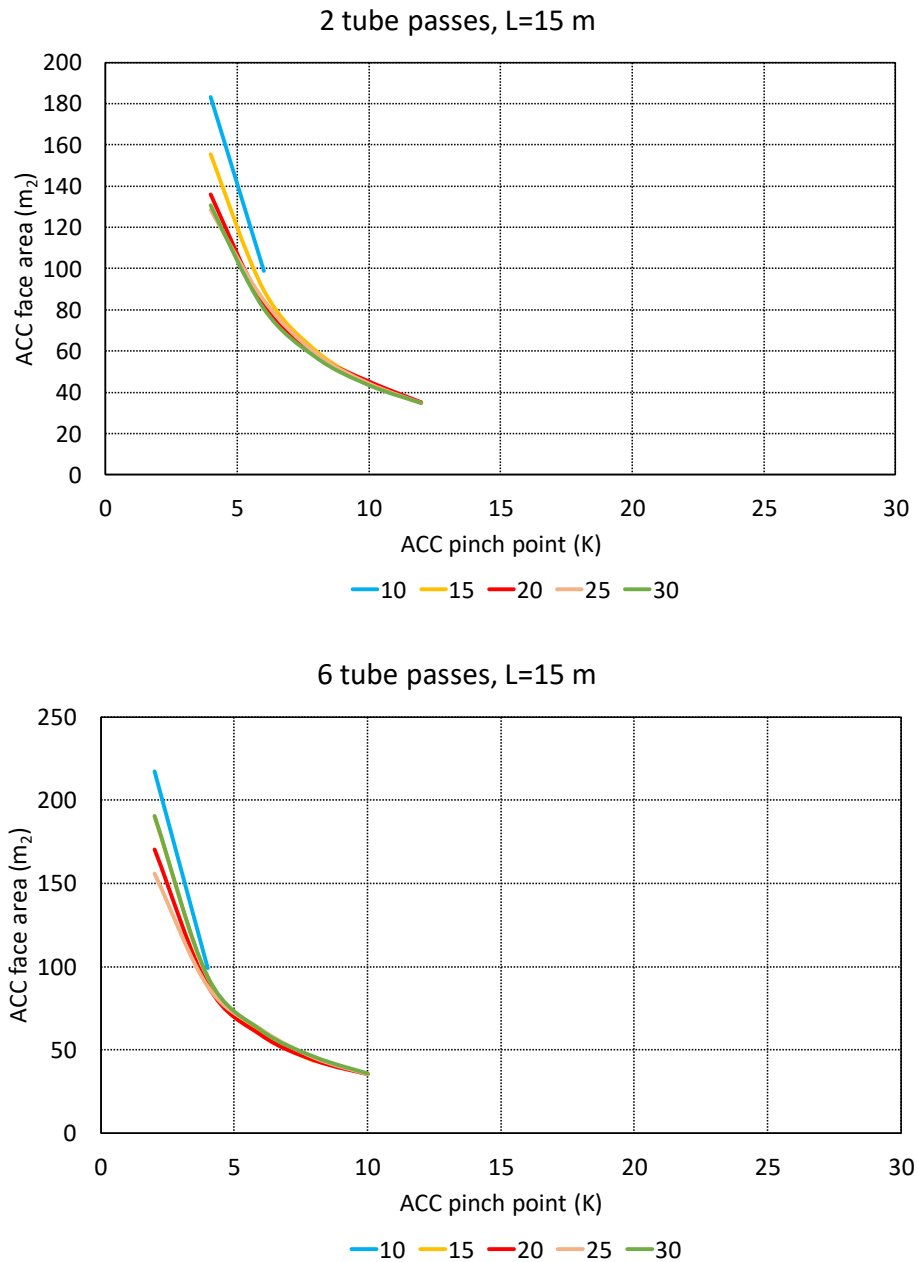 2 tube passes, L=15 m
200
180
160
140
120
100
80
60
40
20
0
ACC face area (m₂)
0 5 10 15 20 25 30
ACC pinch point (K)
10 15 20 25 30
6 tube passes, L=15 m
250
200
150
100
50
0
ACC face area (m₂)
0 5 10 15 20 25 30
ACC pinch point (K)
10 15 20 25 30